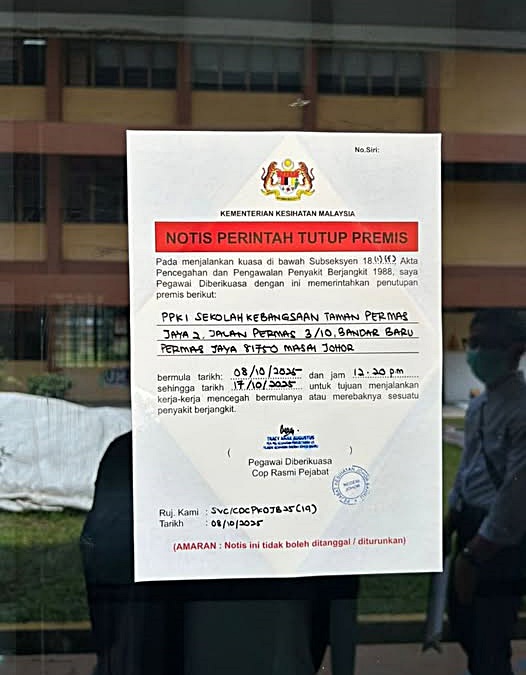 No.Siri:
KEMENTERIAN KESIHATAN MALAYSIA
NOTIS PERINTAH TUTUP PREMIS
Pada menjalankan kuasa di bawah Subseksyen 18.(1)(f) Akta
Pencegahan dan Pengawalan Penyakit Berjangkit 1988, saya
Pegawai Diberikuasa dengan ini memerintahkan penutupan
premis berikut:
PPKI SEKOLAH KEBANGSAAN TAMAN PERMAS
JAYA 2, JALAN PERMAS 3/10, BANDAR BARU
PERMAS JAYA 81750 MASAI JOHOR
bermula tarikh: 08/10/2025 dan jam 12:20 pm
sehingga tarikh 17/10/2025 untuk tujuan menjalankan
kerja-kerja mencegah bermulanya atau merebaknya sesuatu
penyakit berjangkit.
( )
Pegawai Diberikuasa
Cop Rasmi Pejabat
Ruj. Kami :
Tarikh : 08/10/2025
(AMARAN : Notis ini tidak boleh ditanggal / diturunkan)